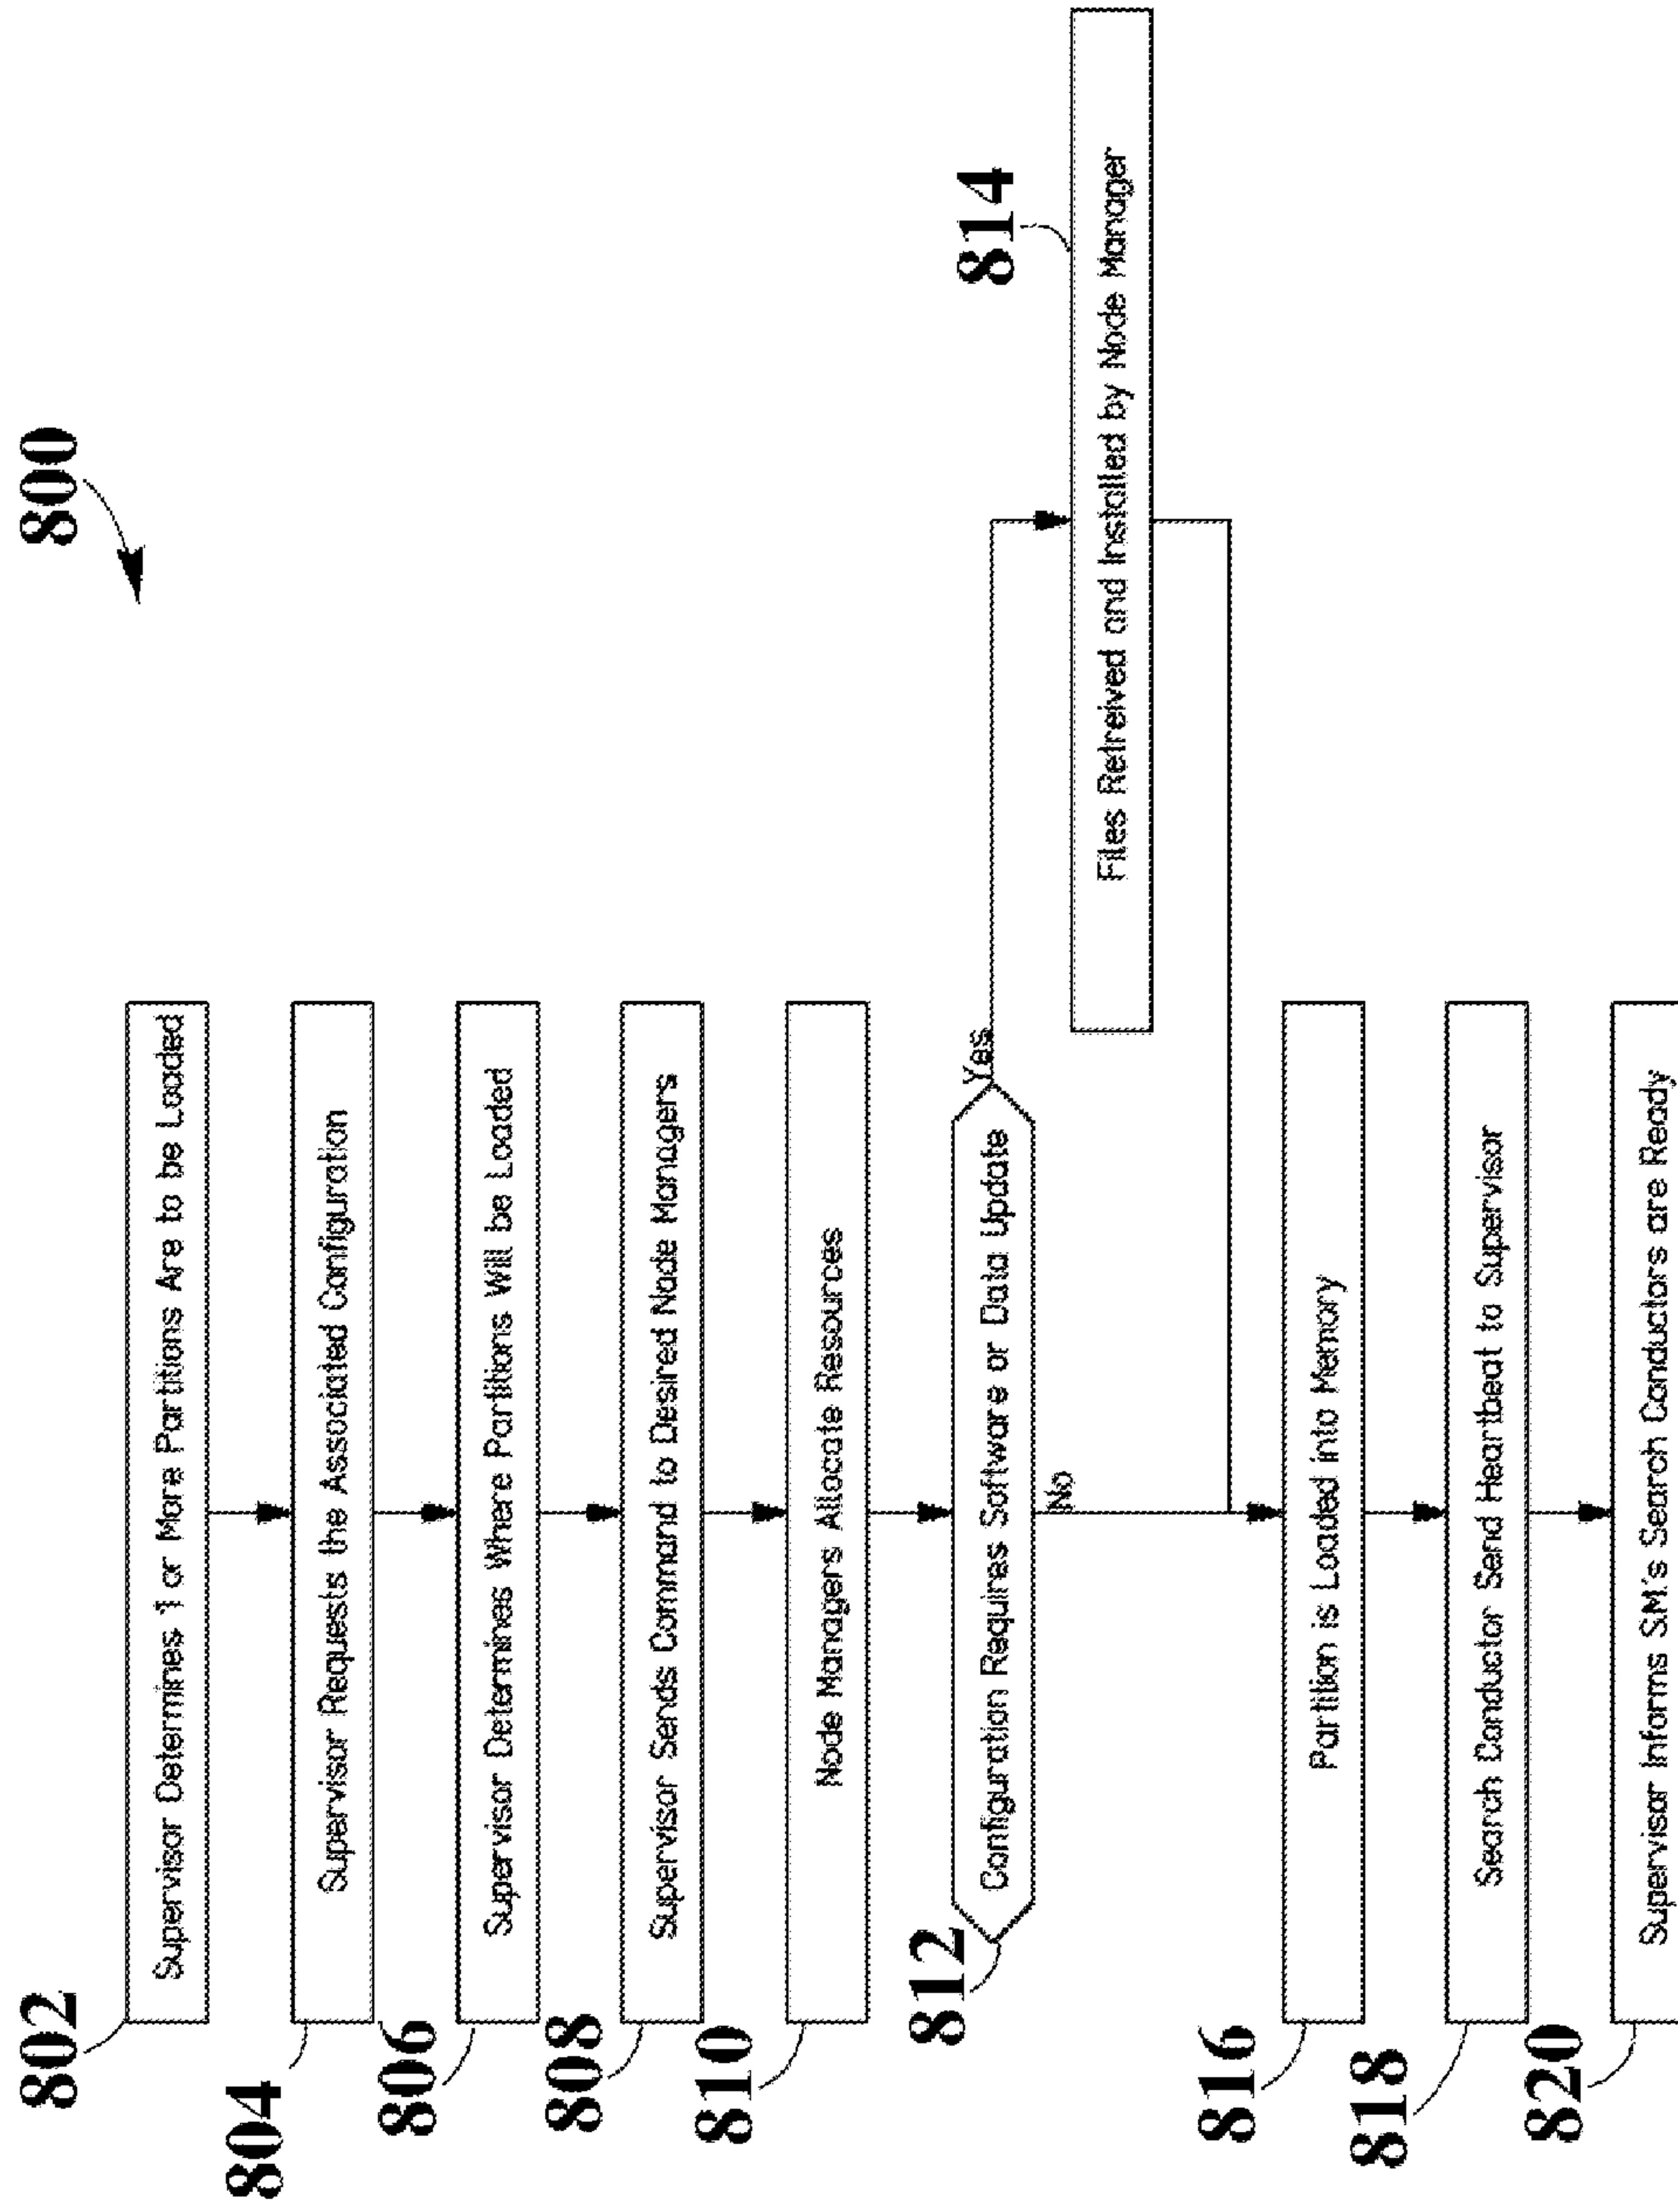 800
802
Supervisor Determines 1 or More Partitions Are to be Loaded
804
Supervisor Requests the Associated Configuration
806
Supervisor Determines Where Partitions Will be Loaded
808
Supervisor Sends Command to Desired Node Managers
810
Node Managers Allocate Resources
812
Configuration Requires Software or Data Update
Yes
No
814
Files Retreived and Installed by Node Manager
816
Partition is Loaded into Memory
818
Search Conductor Send Heartbeat to Supervisor
820
Supervisor Informs SM's Search Conductors are Ready